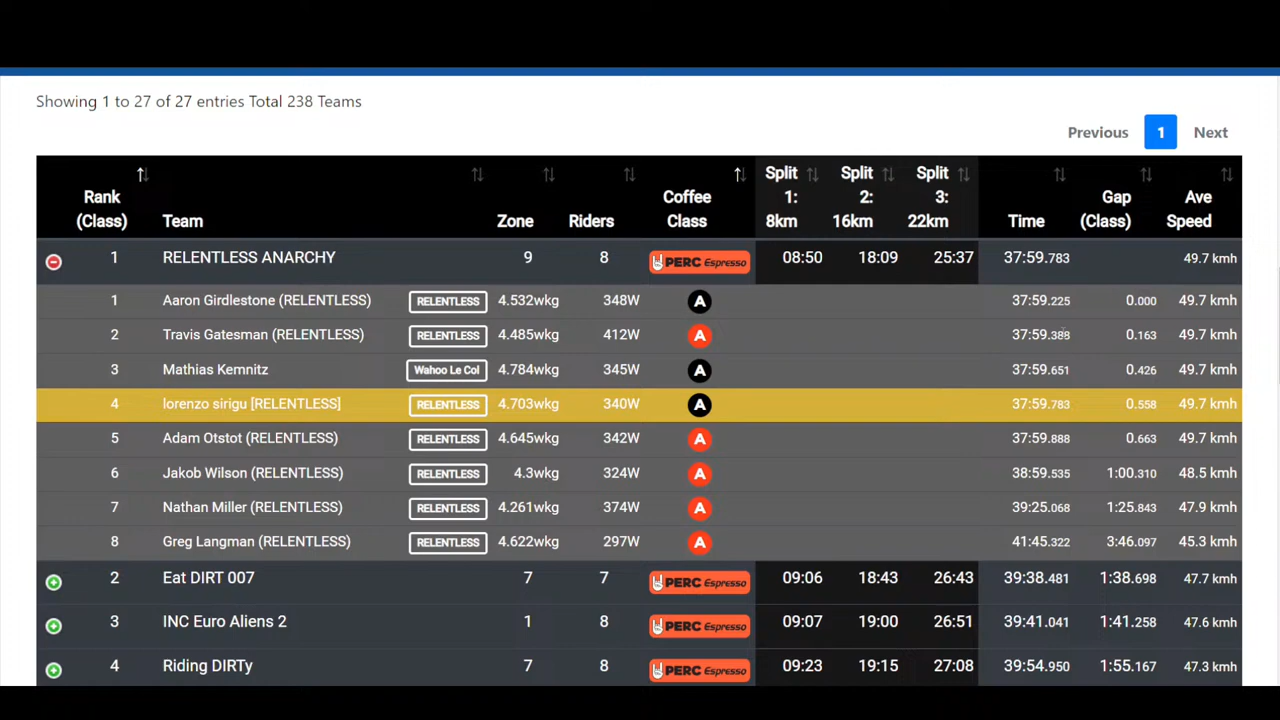 Showing 1 to 27 of 27 entries Total 238 Teams
Previous 1 Next
Rank (Class) Team Zone Riders Coffee Class Split 1: 8km Split 2: 16km Split 3: 22km Time Gap (Class) Ave Speed
1 RELENTLESS ANARCHY 9 8 PERC Espresso 08:50 18:09 25:37 37:59.783 49.7 kmh
1 Aaron Girdlestone (RELENTLESS) RELENTLESS 4.532wkg 348W A 37:59.225 0.000 49.7 kmh
2 Travis Gatesman (RELENTLESS) RELENTLESS 4.485wkg 412W A 37:59.388 0.163 49.7 kmh
3 Mathias Kemnitz Wahoo Le Col 4.784wkg 345W A 37:59.651 0.426 49.7 kmh
4 lorenzo sirigu [RELENTLESS] RELENTLESS 4.703wkg 340W A 37:59.783 0.558 49.7 kmh
5 Adam Otstot (RELENTLESS) RELENTLESS 4.645wkg 342W A 37:59.888 0.663 49.7 kmh
6 Jakob Wilson (RELENTLESS) RELENTLESS 4.3wkg 324W A 38:59.535 1:00.310 48.5 kmh
7 Nathan Miller (RELENTLESS) RELENTLESS 4.261wkg 374W A 39:25.068 1:25.843 47.9 kmh
8 Greg Langman (RELENTLESS) RELENTLESS 4.622wkg 297W A 41:45.322 3:46.097 45.3 kmh
2 Eat DIRT 007 7 7 PERC Espresso 09:06 18:43 26:43 39:38.481 1:38.698 47.7 kmh
3 INC Euro Aliens 2 1 8 PERC Espresso 09:07 19:00 26:51 39:41.041 1:41.258 47.6 kmh
4 Riding DIRTy 7 8 PERC Espresso 09:23 19:15 27:08 39:54.950 1:55.167 47.3 kmh